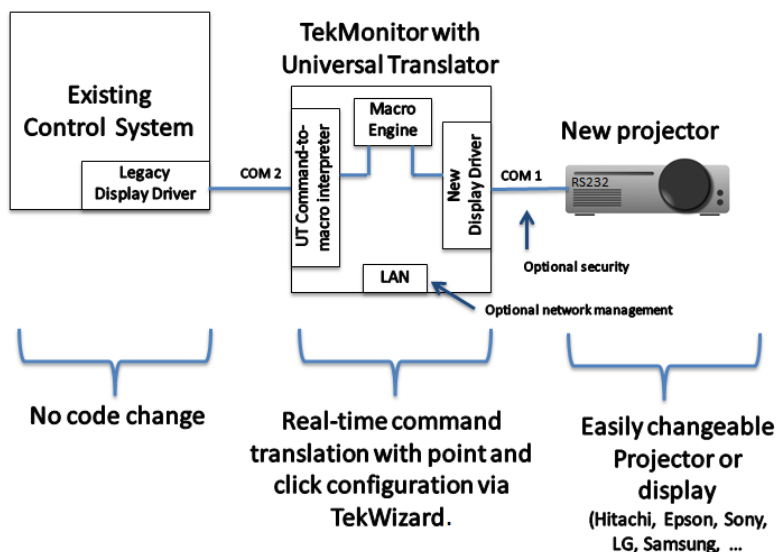 TekMonitor with
Universal Translator
Existing
Control System
Legacy
Display Driver
COM 2
UT Command-to-
macro interpreter
Macro
Engine
New
Display Driver
LAN
COM 1
New projector
RS232
Optional security
Optional network management
No code change
Real-time command
translation with point and
click configuration via
TekWizard.
Easily changeable
Projector or
display
(Hitachi, Epson, Sony,
LG, Samsung, ...